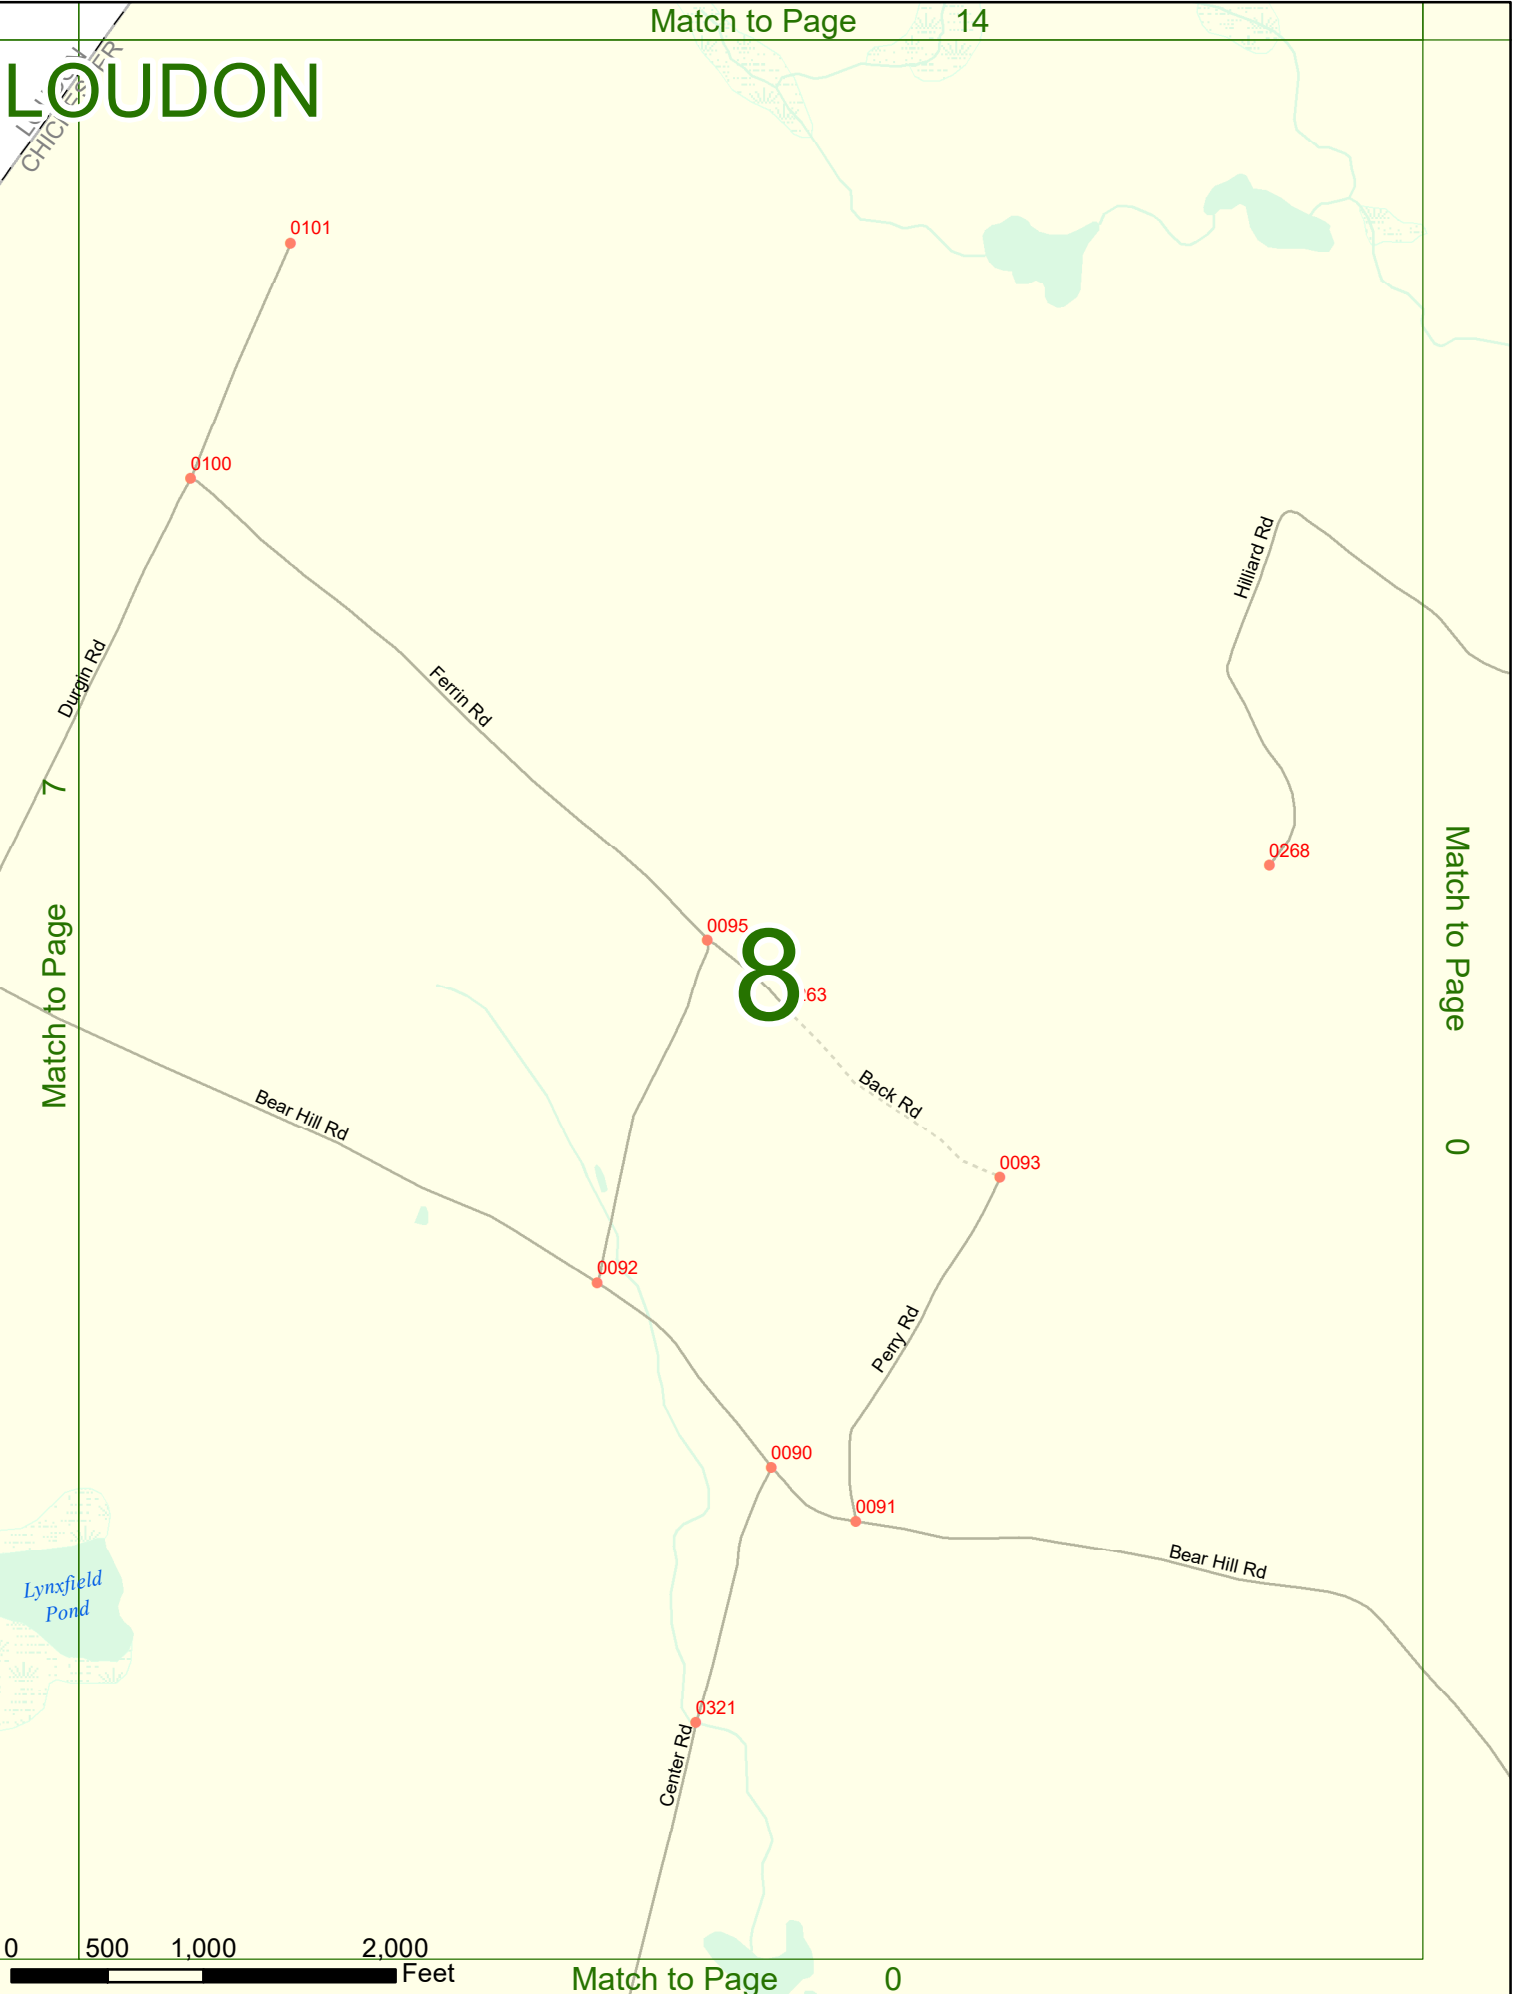 Match to Page 14
LOUDON
CHICHESTER
0101
0100
Hilliard Rd
Durgin Rd
Ferrin Rd
7
Match to Page
0268
0095
8
63
Match to Page
0
Back Rd
Bear Hill Rd
0093
0092
Perry Rd
0090
0091
Bear Hill Rd
Lynxfield
Pond
0321
Center Rd
0 500 1,000 2,000
Feet
Match to Page 0